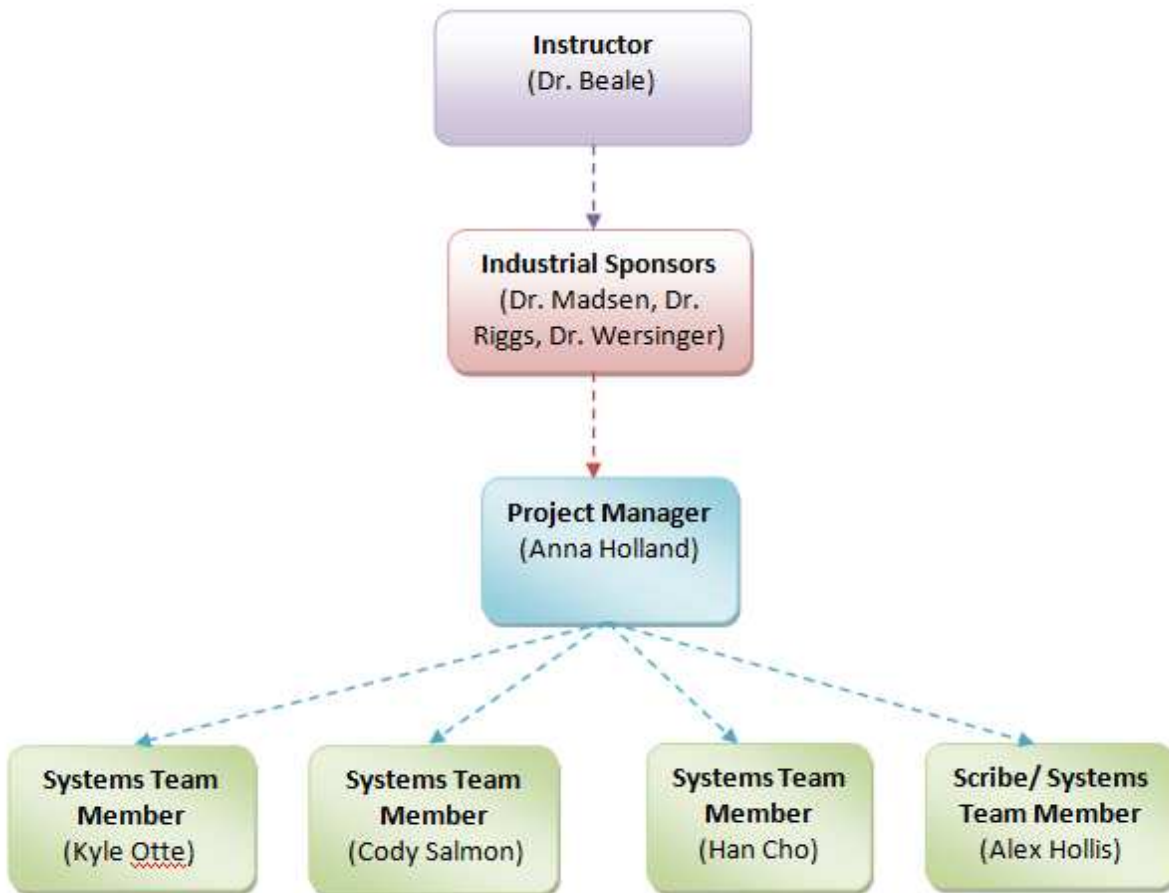 Instructor
(Dr. Beale)
Industrial Sponsors
(Dr. Madsen, Dr.
Riggs, Dr. Wersinger)
Project Manager
(Anna Holland)
Systems Team
Member
(Kyle Otte)
Systems Team
Member
(Cody Salmon)
Systems Team
Member
(Han Cho)
Scribe/ Systems
Team Member
(Alex Hollis)